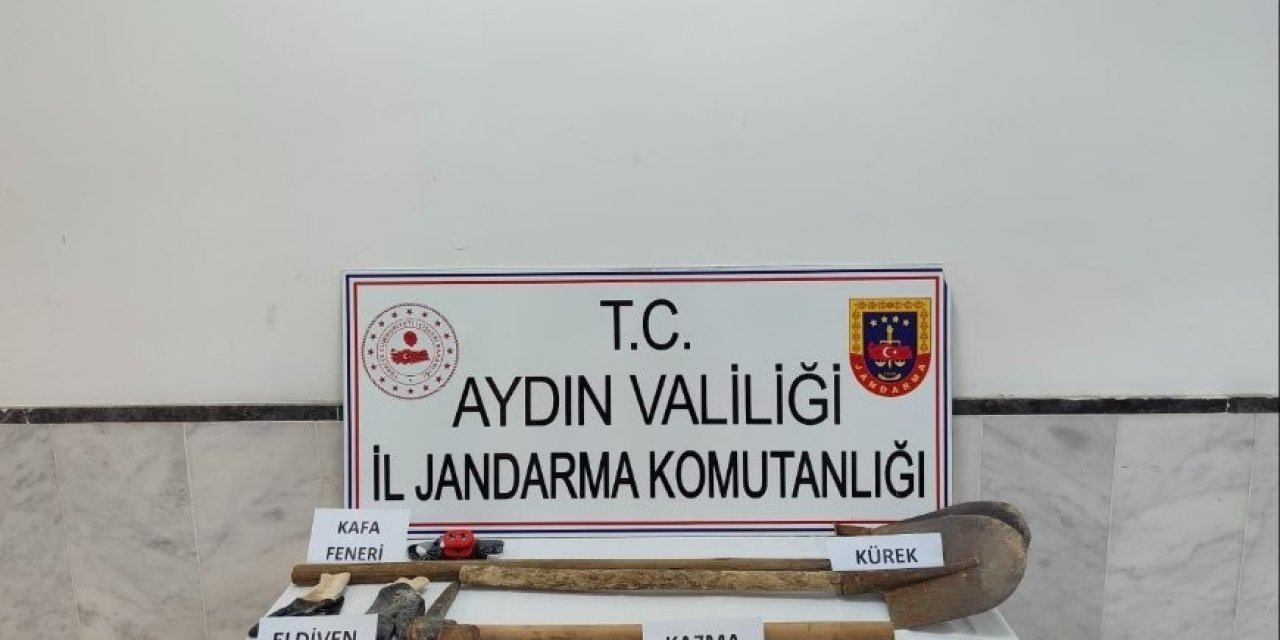 T.C.
AYDIN VALİLİĞİ
İL JANDARMA KOMUTANLIĞI
JANDARMA
KAFA
FENERİ
KÜREK
ELDİVEN
KAZMA